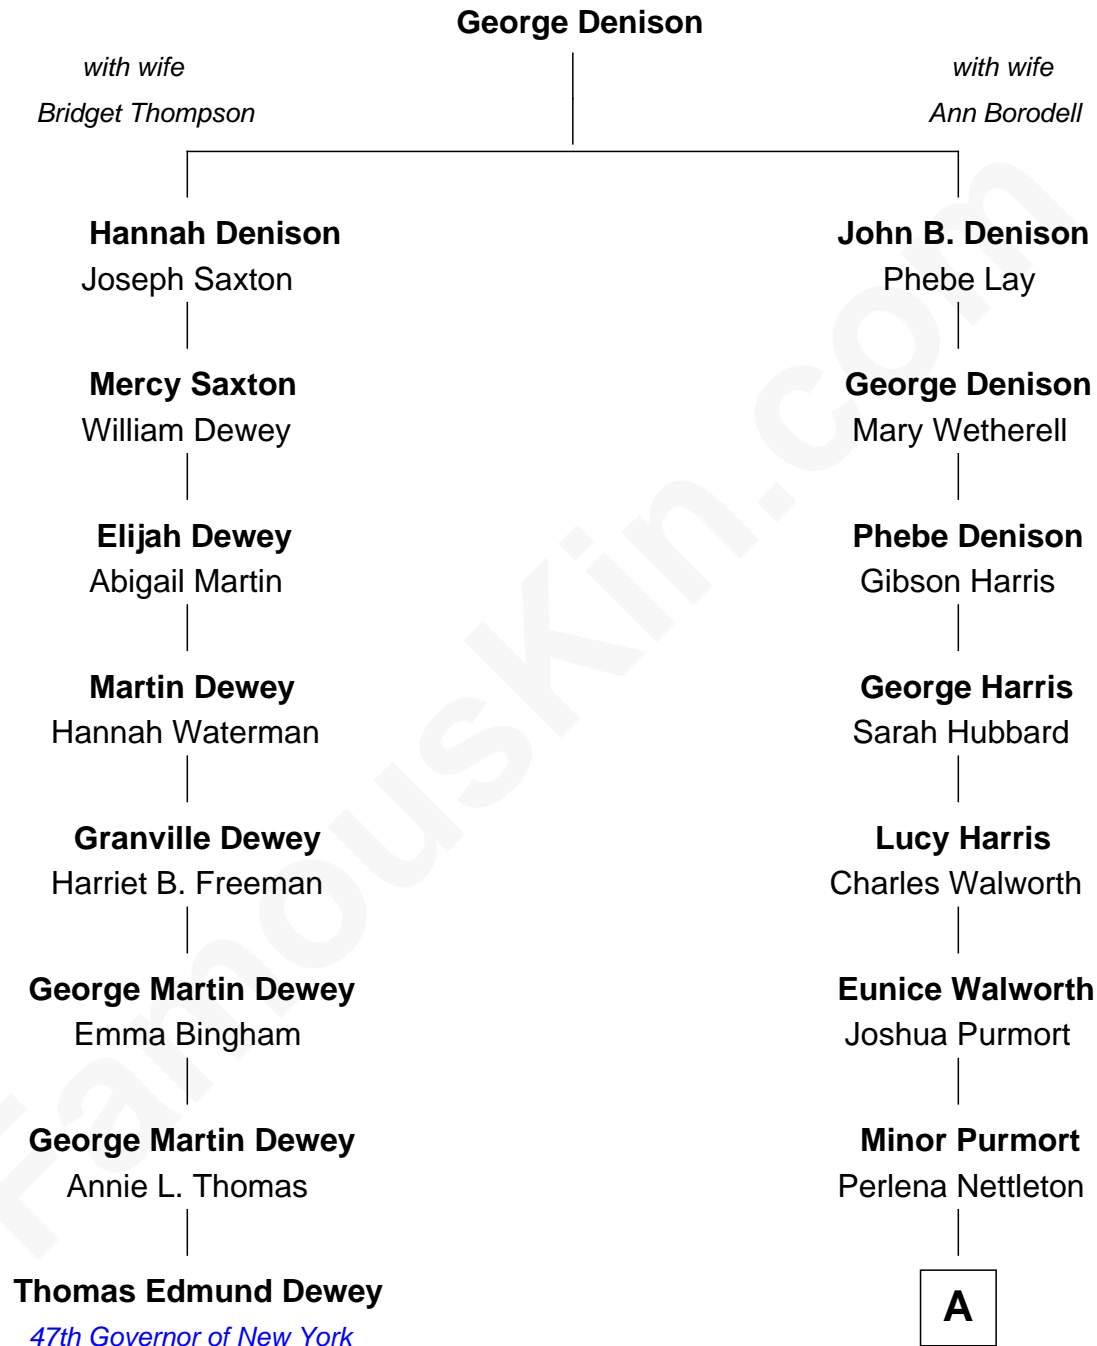 George Denison
with wife
Bridget Thompson
with wife
Ann Borodell
Hannah Denison
Joseph Saxton
Mercy Saxton
William Dewey
Elijah Dewey
Abigail Martin
Martin Dewey
Hannah Waterman
Granville Dewey
Harriet B. Freeman
George Martin Dewey
Emma Bingham
George Martin Dewey
Annie L. Thomas
Thomas Edmund Dewey
47th Governor of New York
John B. Denison
Phebe Lay
George Denison
Mary Wetherell
Phebe Denison
Gibson Harris
George Harris
Sarah Hubbard
Lucy Harris
Charles Walworth
Eunice Walworth
Joshua Purmort
Minor Purmort
Perlena Nettleton
A
FamousKin.com